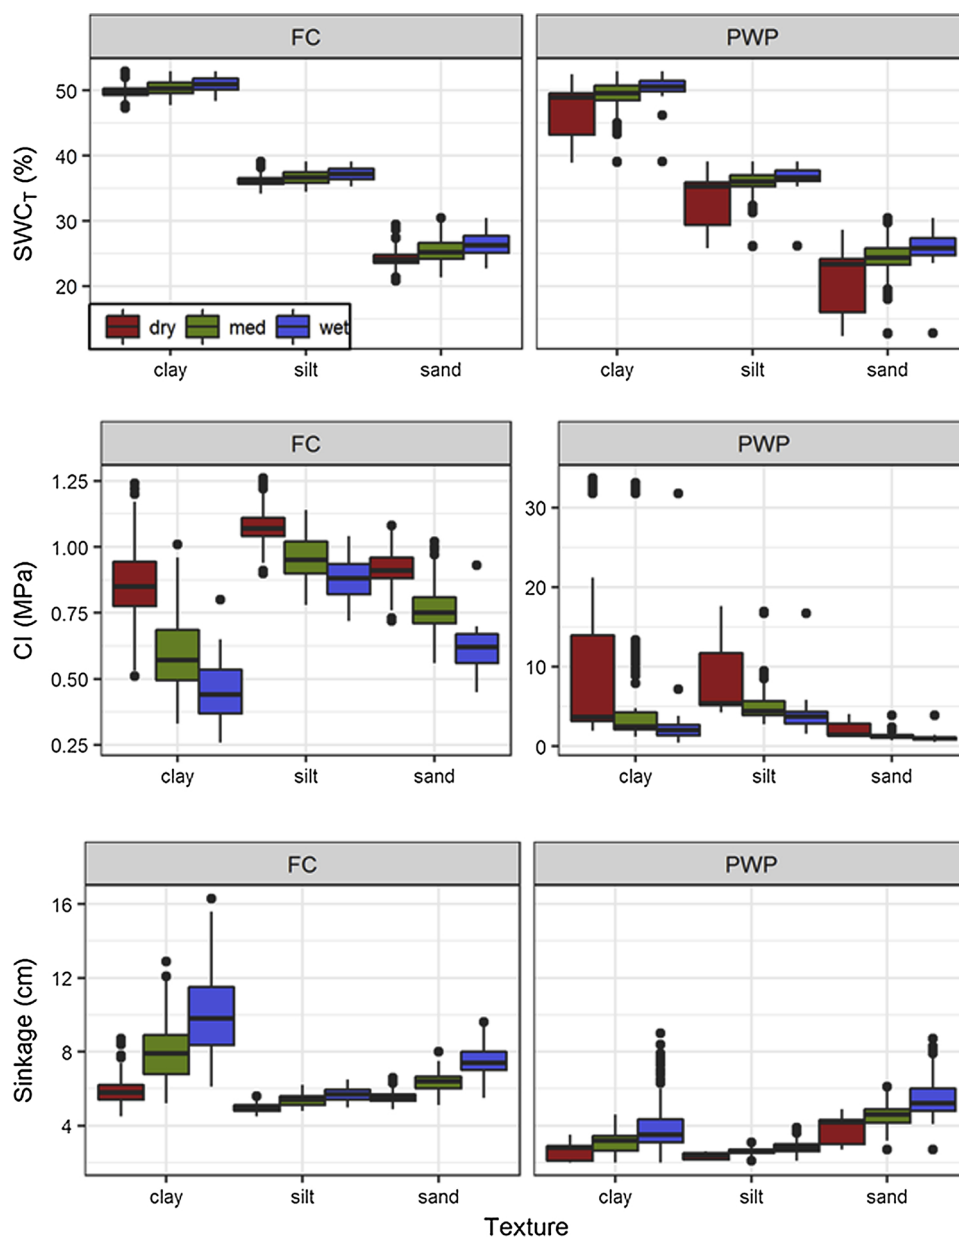 FC PWP
50
40
30
20
SWCT (%)
dry med wet
clay silt sand clay silt sand
FC PWP
1.25
1.00
0.75
0.50
0.25
CI (MPa)
30
20
10
0
clay silt sand clay silt sand
FC PWP
16
12
8
4
Sinkage (cm)
clay silt sand clay silt sand
Texture